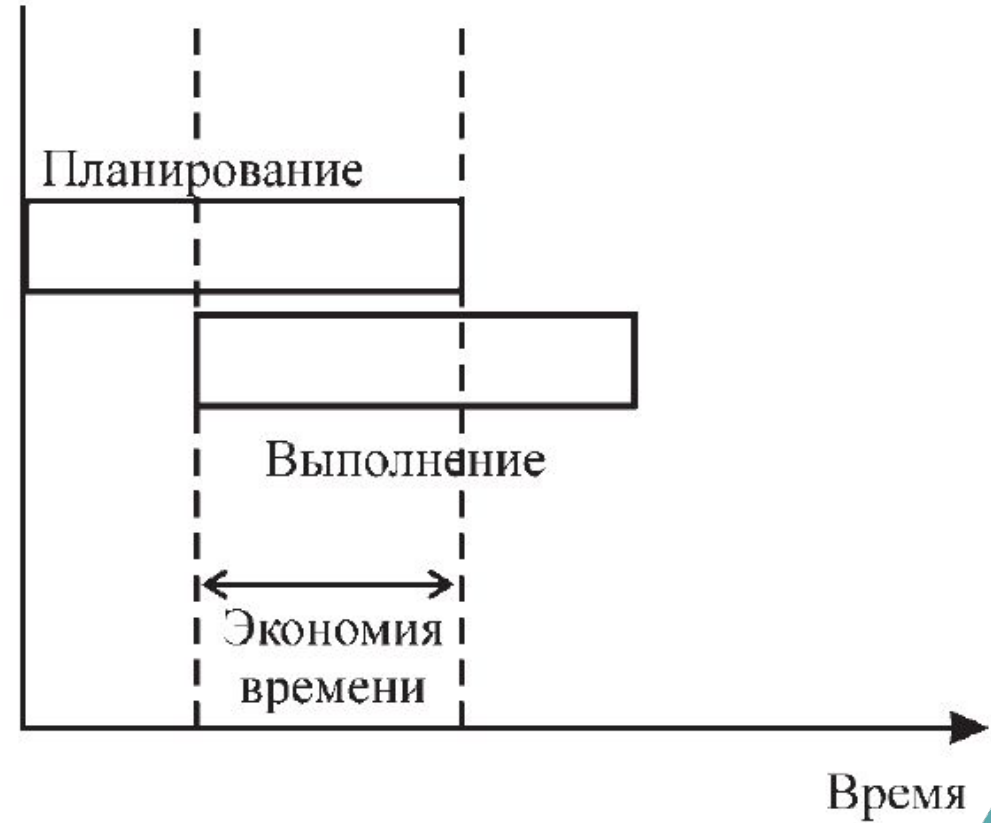 Планирование
Выполнение
Экономия
времени
Время